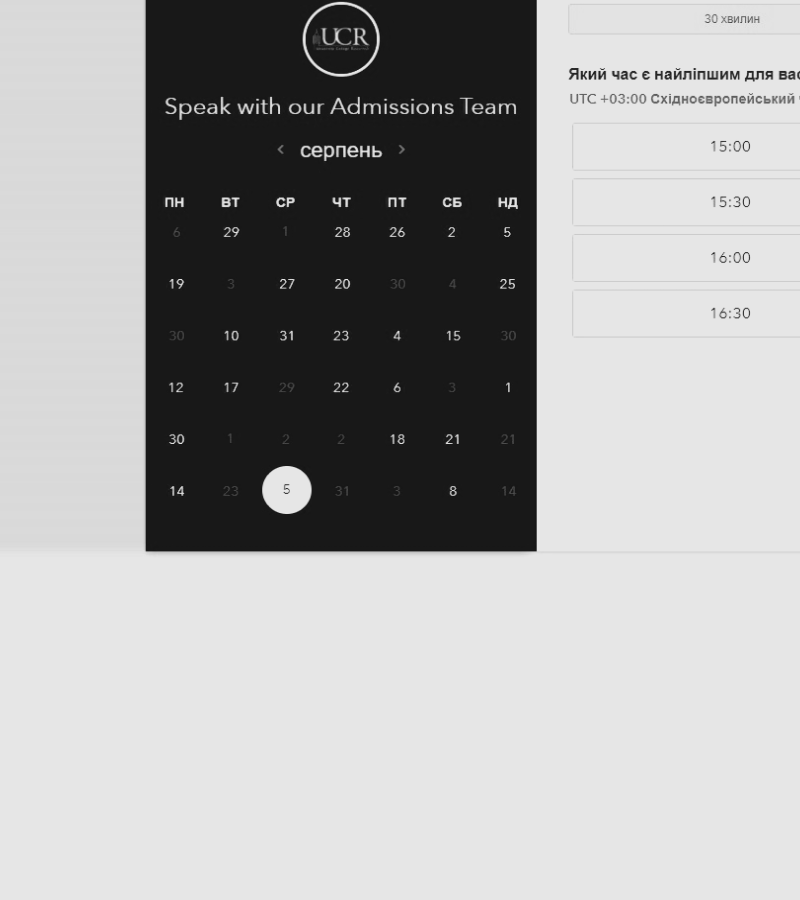 UCR
Speak with our Admissions Team
серпень
ПН ВТ СР ЧТ ПТ СБ НД
6 29 1 28 26 2 5
19 3 27 20 30 4 25
30 10 31 23 4 15 30
12 17 29 22 6 3 1
30 1 2 2 18 21 21
14 23 5 31 3 8 14
30 хвилин
Який час є найліпшим для вас
UTC +03:00 Східноєвропейський
15:00
15:30
16:00
16:30